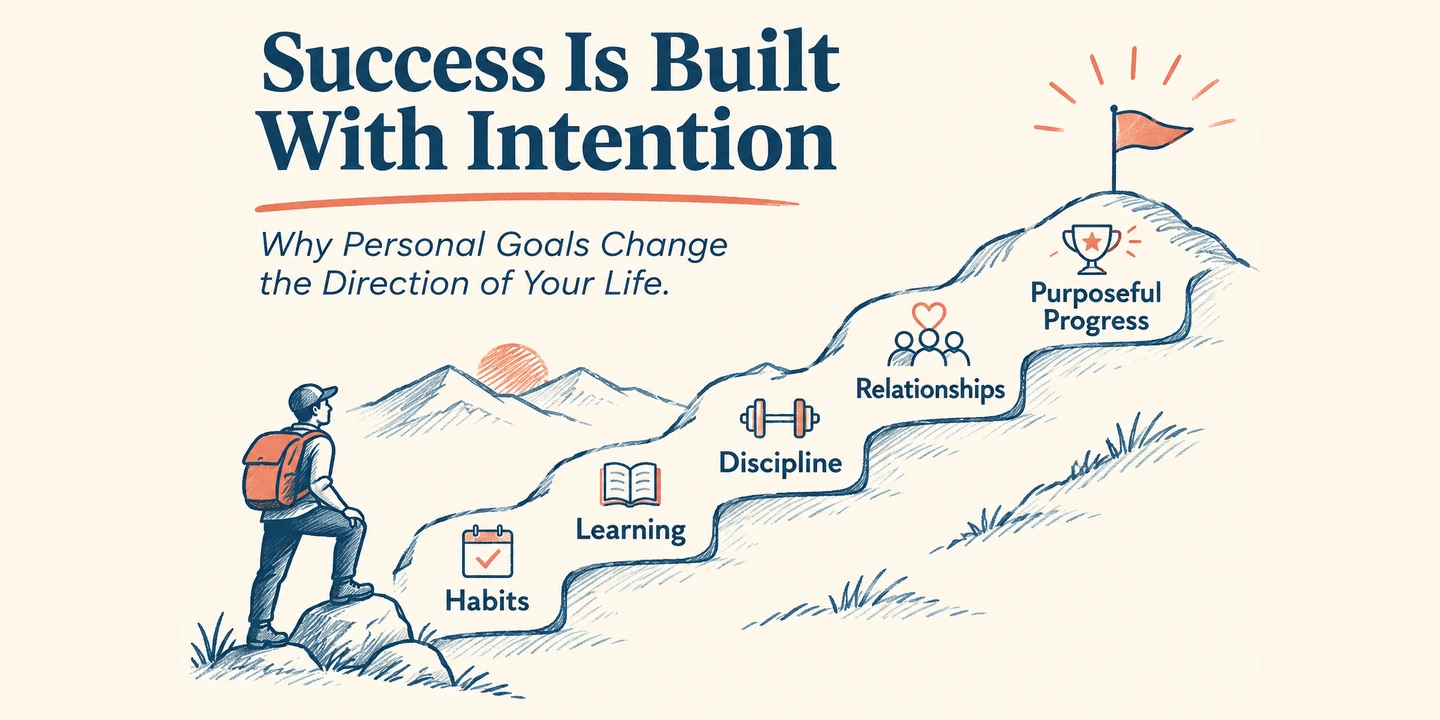 Success Is Built
With Intention
Why Personal Goals Change
the Direction of Your Life.
Habits
Learning
Discipline
Relationships
Purposeful
Progress